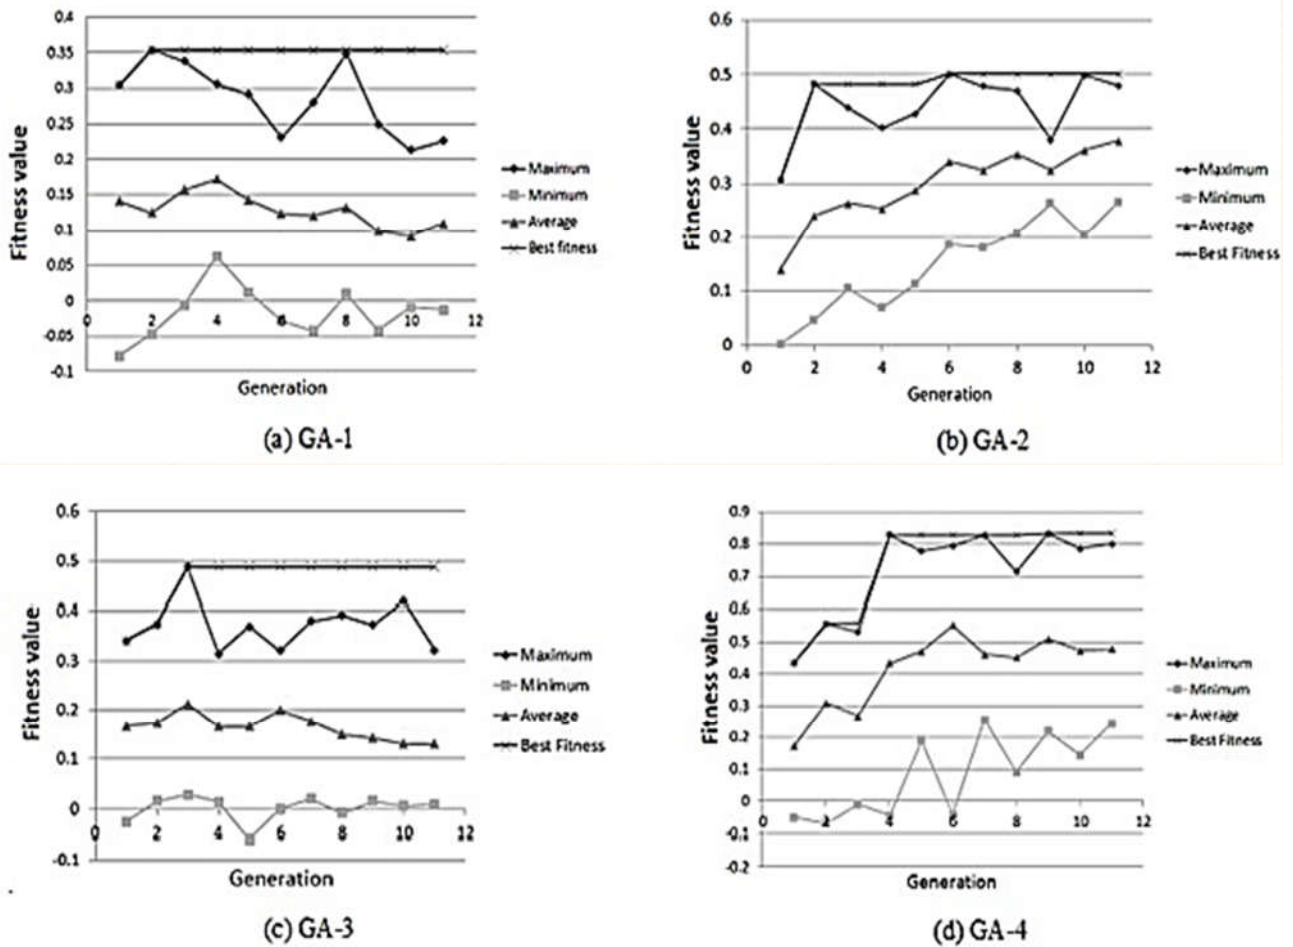 0.4
0.35
0.3
0.25
0.2
0.15
0.1
0.05
0
-0.05
-0.1
0 2 4 6 8 10 12
Fitness value
Generation
Maximum
Minimum
Average
Best fitness
(a) GA-1
0.6
0.5
0.4
0.3
0.2
0.1
0
0 2 4 6 8 10 12
Fitness value
Generation
Maximum
Minimum
Average
Best Fitness
(b) GA-2
0.6
0.5
0.4
0.3
0.2
0.1
0
-0.1
0 2 4 6 8 10 12
Fitness value
Generation
Maximum
Minimum
Average
Best Fitness
(c) GA-3
0.9
0.8
0.7
0.6
0.5
0.4
0.3
0.2
0.1
0
-0.1
-0.2
0 2 4 6 8 10 12
Fitness value
Generation
Maximum
Minimum
Average
Best Fitness
(d) GA-4